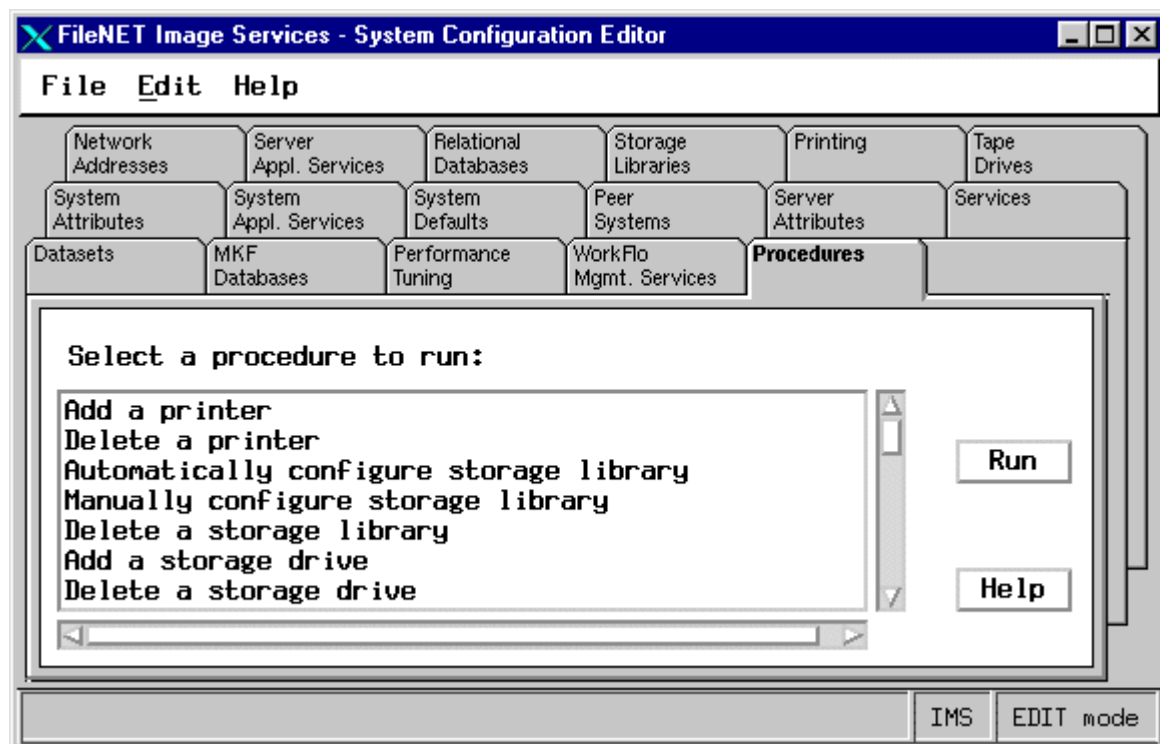 FileNET Image Services - System Configuration Editor
File Edit Help
Network Addresses
Server Appl. Services
Relational Databases
Storage Libraries
Printing
Tape Drives
System Attributes
System Appl. Services
System Defaults
Peer Systems
Server Attributes
Services
Datasets
MKF Databases
Performance Tuning
WorkFlo Mgmt. Services
Procedures
Select a procedure to run:
Add a printer
Delete a printer
Automatically configure storage library
Manually configure storage library
Delete a storage library
Add a storage drive
Delete a storage drive
Run
Help
IMS
EDIT mode